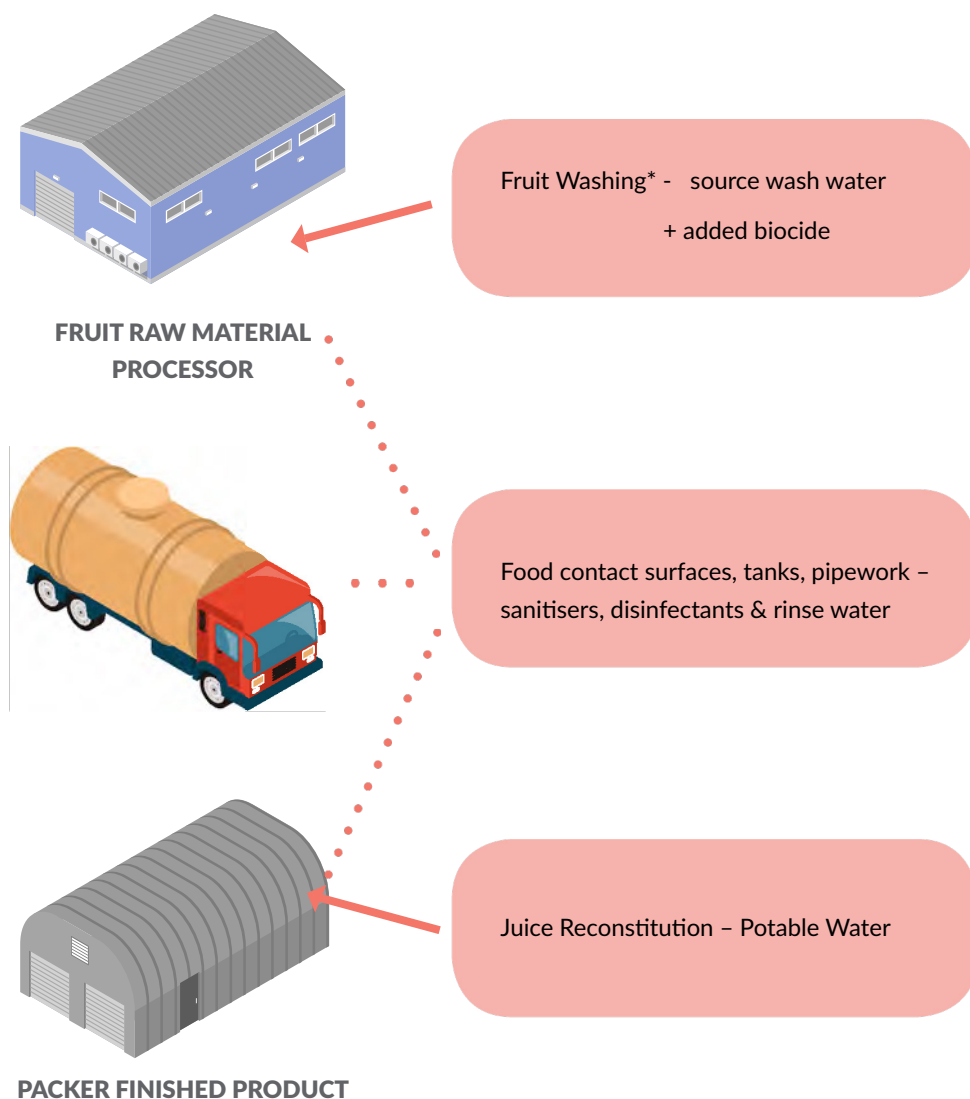 Fruit Washing* - source wash water
+ added biocide
FRUIT RAW MATERIAL
PROCESSOR
Food contact surfaces, tanks, pipework –
sanitisers, disinfectants & rinse water
Juice Reconstitution – Potable Water
PACKER FINISHED PRODUCT